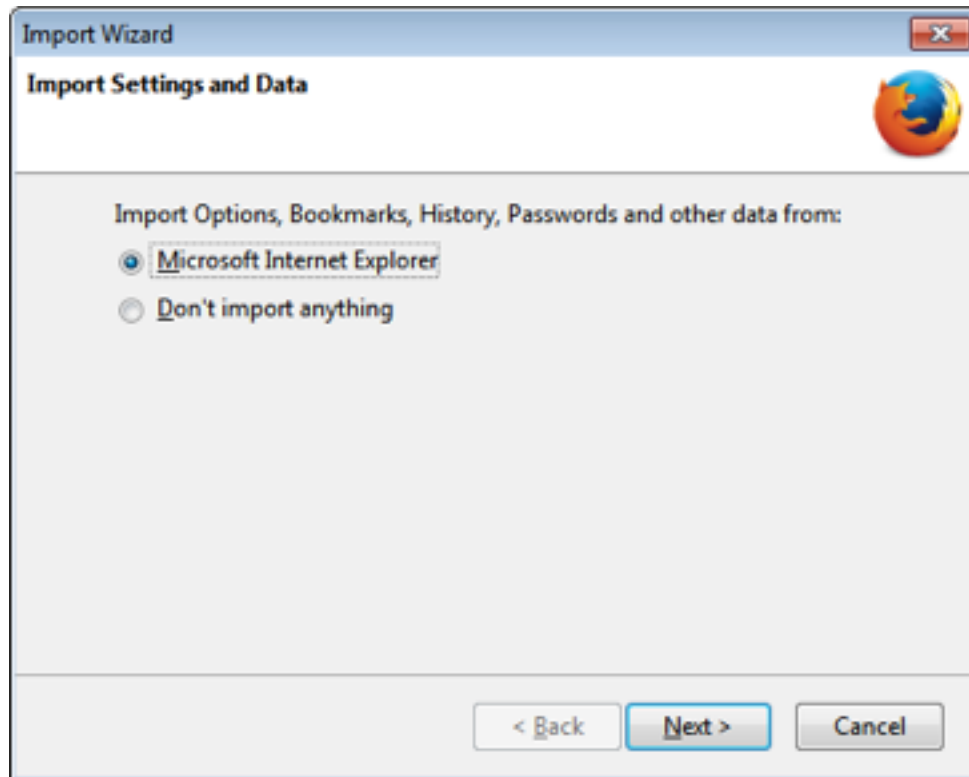 Import Wizard
Import Settings and Data
Import Options, Bookmarks, History, Passwords and other data from:
Microsoft Internet Explorer
Don't import anything
< Back Next > Cancel